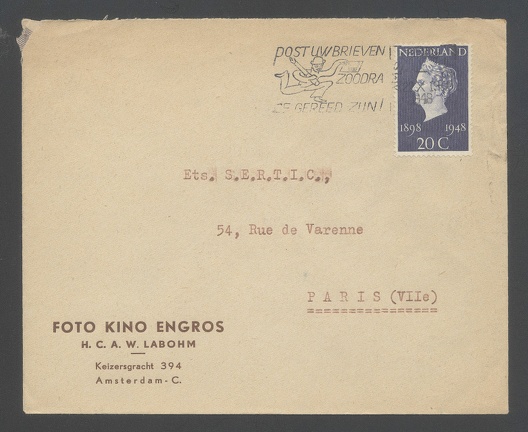 POST UW BRIEVEN
ZOODRA
ZE GEREED ZIJN!
NEDERLAND
1898 1948
20 C
Ets. S.E.R.T.I.C.,
54, Rue de Varenne
PARIS (VIIe)
FOTO KINO ENGROS
H. C. A. W. LABOHM
Keizersgracht 394
Amsterdam-C.